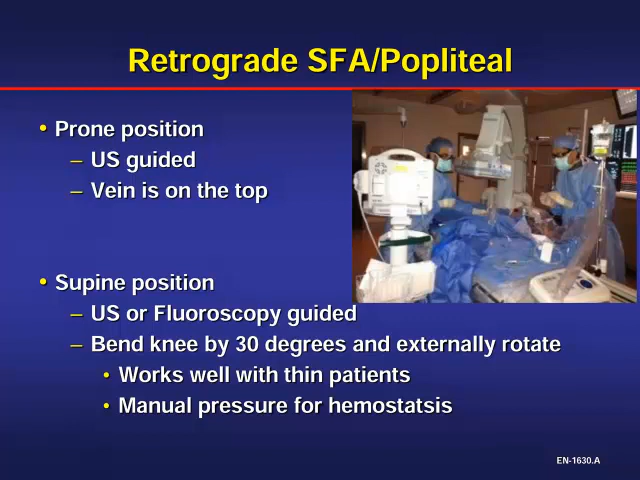 Retrograde SFA/Popliteal
• Prone position
– US guided
– Vein is on the top
• Supine position
– US or Fluoroscopy guided
– Bend knee by 30 degrees and externally rotate
• Works well with thin patients
• Manual pressure for hemostatsis
EN-1630.A